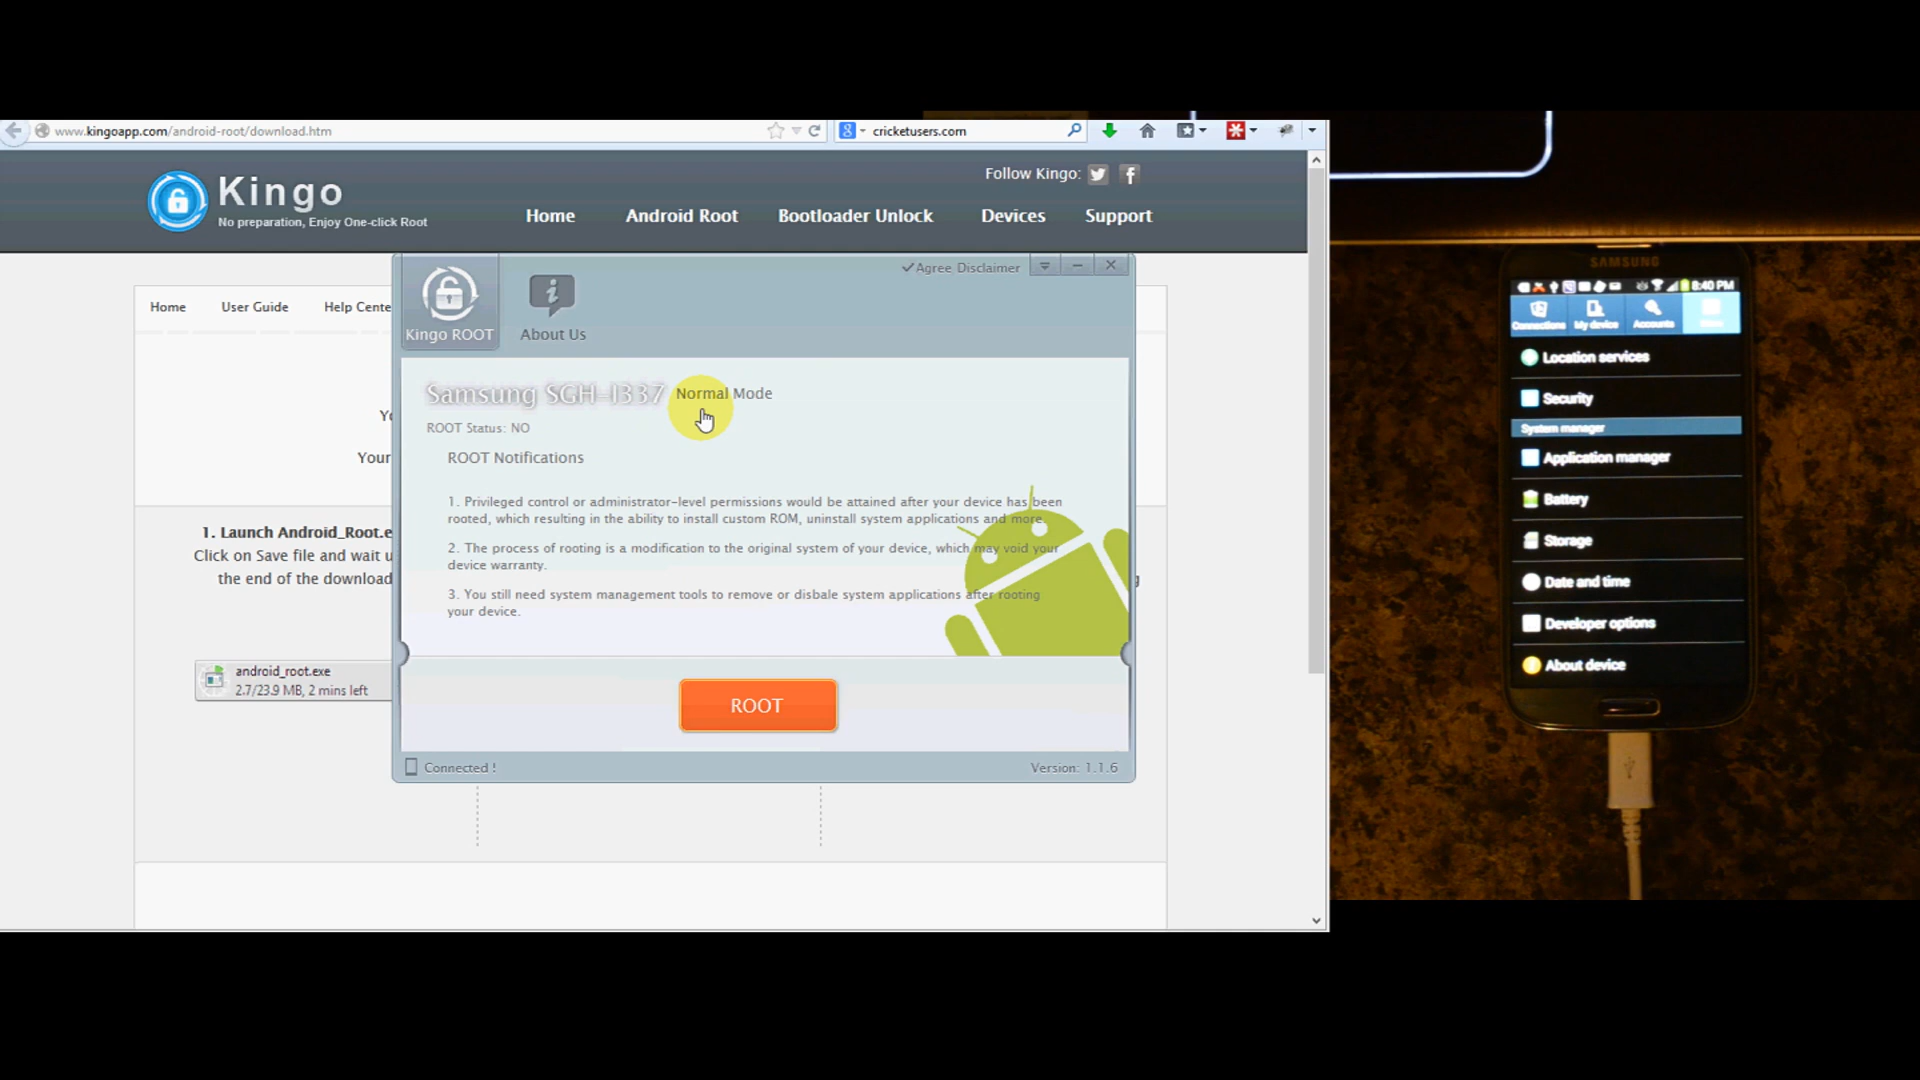 www.kingoapp.com/android-root/download.htm
cricketusers.com
Kingo
No preparation, Enjoy One-click Root
Follow Kingo:
Home
Android Root
Bootloader Unlock
Devices
Support
Home
User Guide
Help Cente
Your
1. Launch Android_Root.e
Click on Save file and wait u
the end of the download
android_root.exe
2.7/23.9 MB, 2 mins left
Agree Disclaimer
Kingo ROOT
About Us
Samsung SGH-I337
Normal Mode
ROOT Status: NO
ROOT Notifications
1. Privileged control or administrator-level permissions would be attained after your device has been
rooted, which resulting in the ability to install custom ROM, uninstall system applications and more.
2. The process of rooting is a modification to the original system of your device, which may void your
device warranty.
3. You still need system management tools to remove or disbale system applications after rooting
your device.
ROOT
Connected !
Version: 1.1.6
SAMSUNG
8:40 PM
Connections
My device
Accounts
Location services
Security
System manager
Application manager
Battery
Storage
Date and time
Developer options
About device